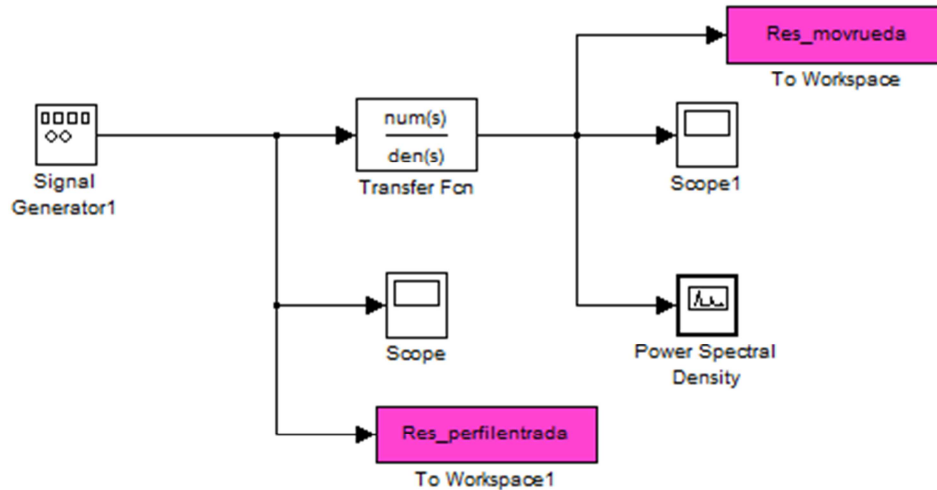 Res_movrueda
To Workspace
Signal
Generator1
num(s)
den(s)
Transfer Fcn
Scope1
Scope
Power Spectral
Density
Res_perfilentrada
To Workspace1